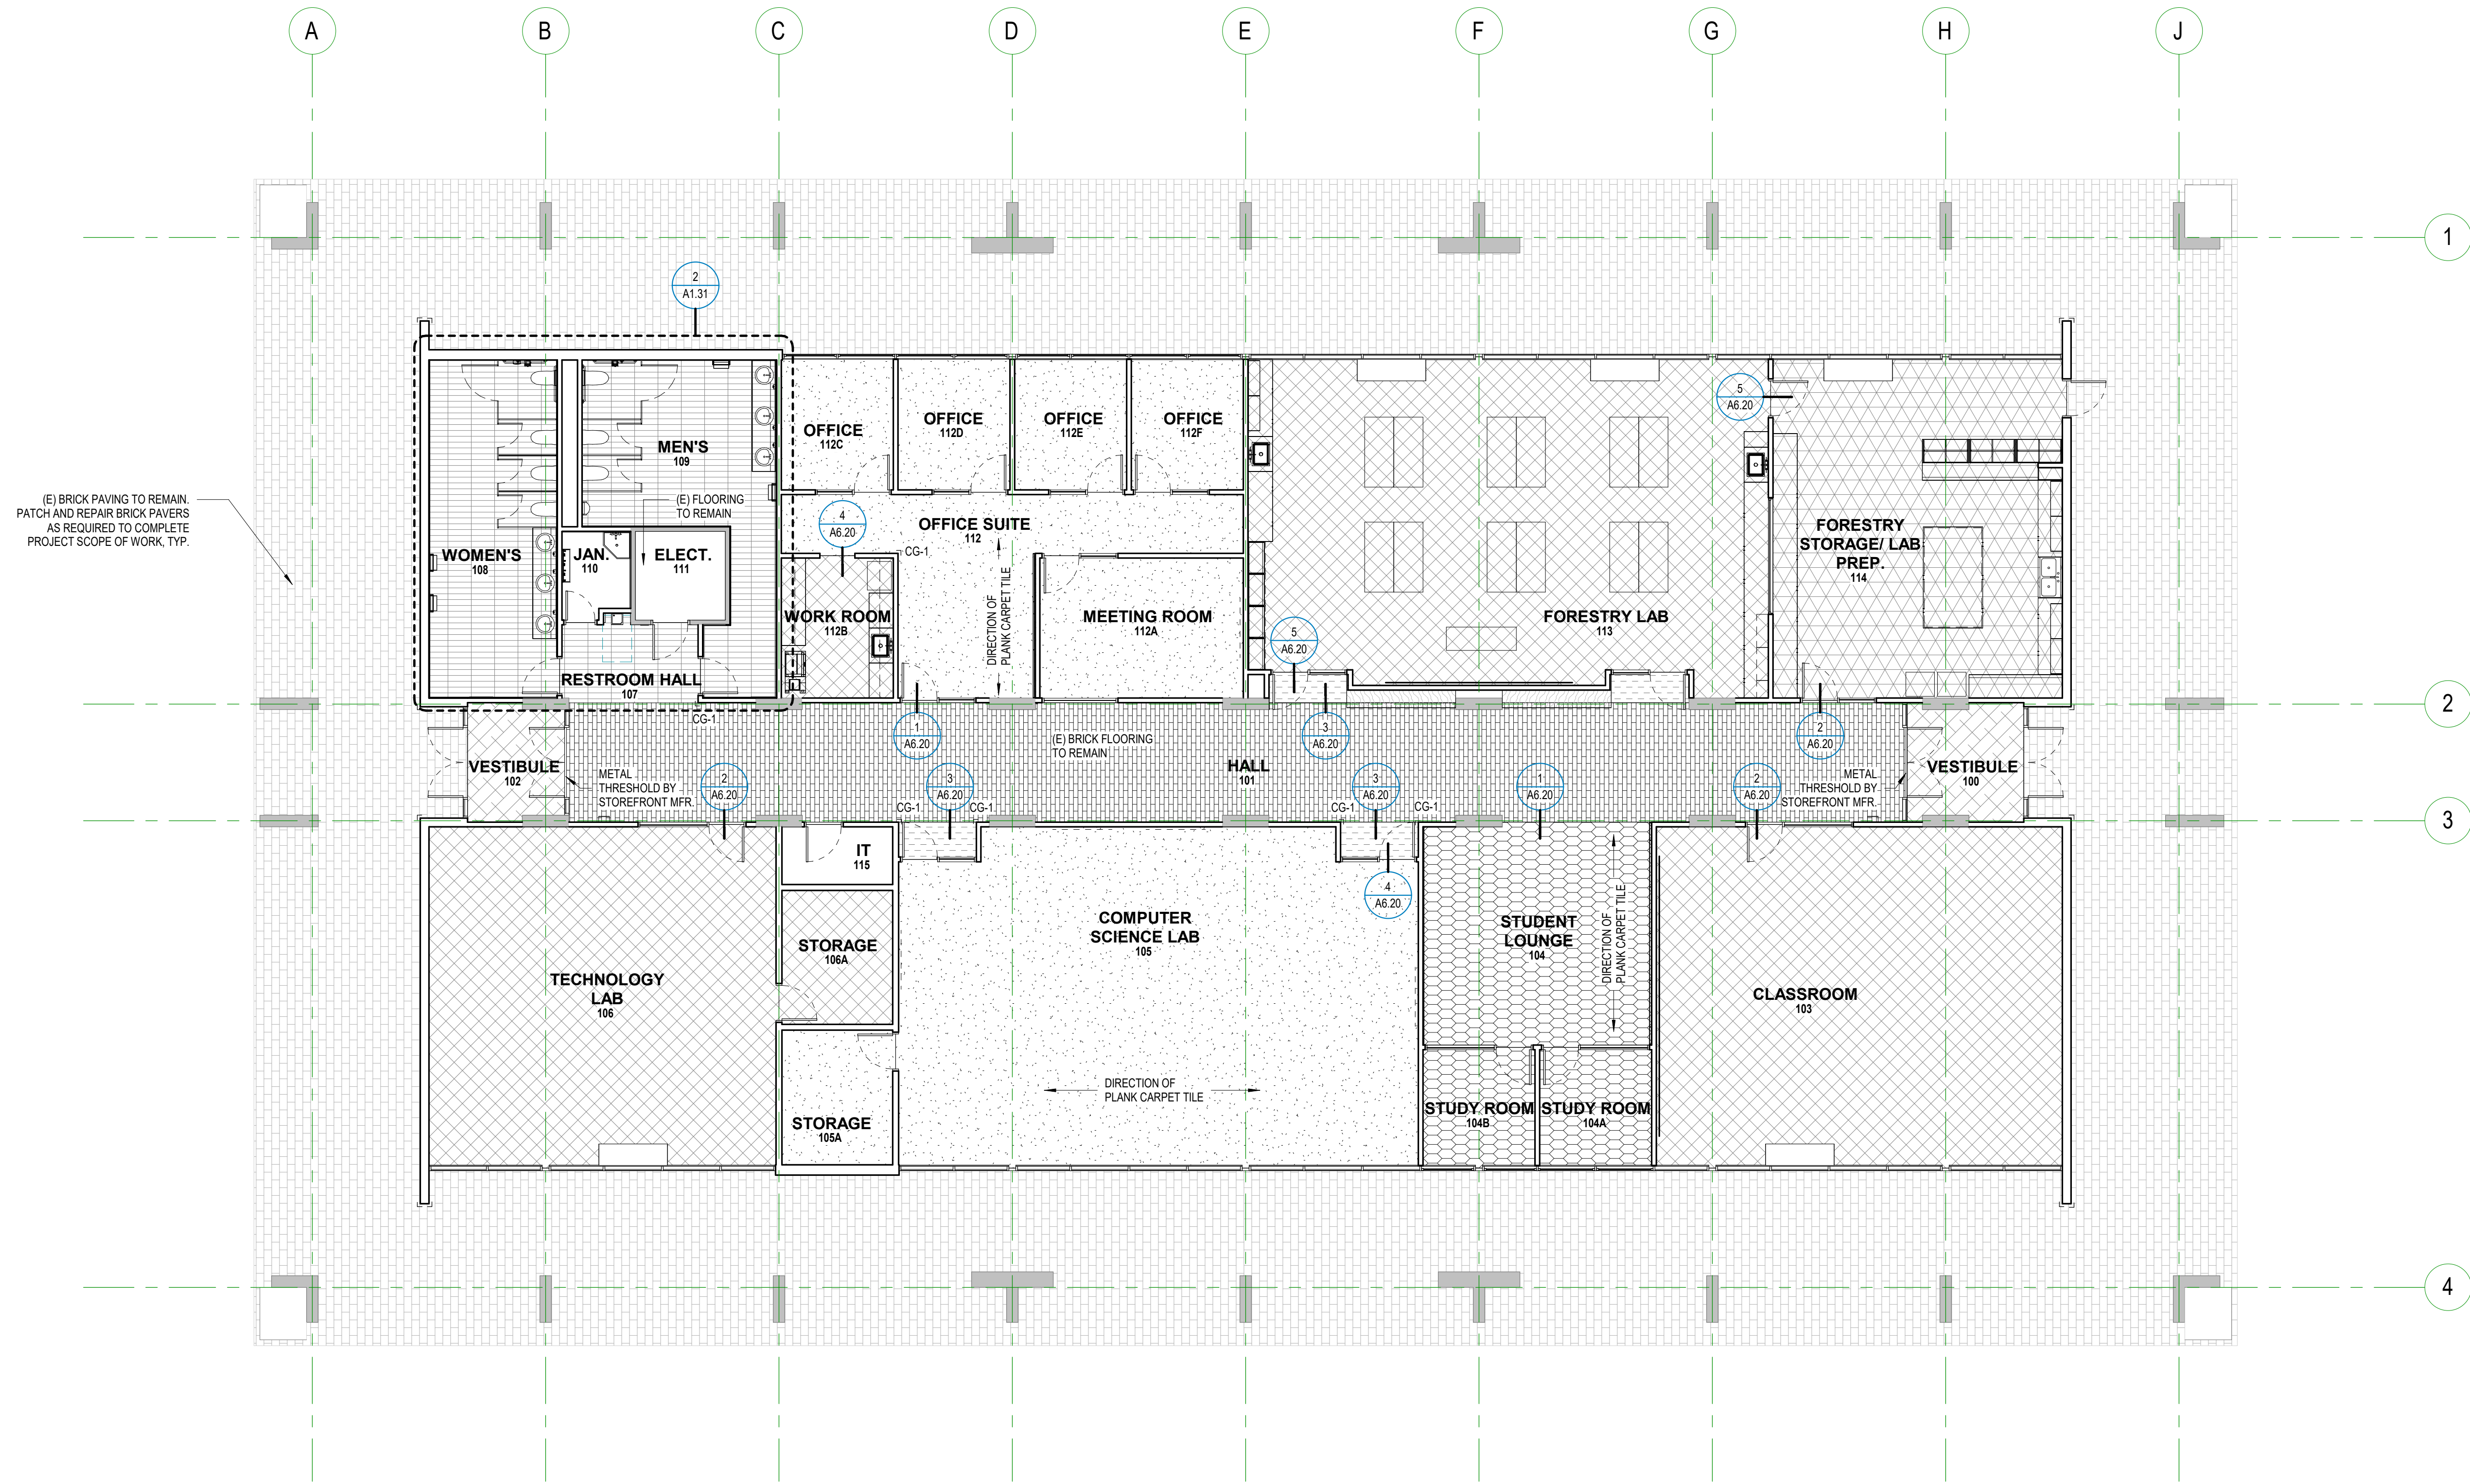 A
B
C
D
E
F
G
H
J
1
2
A1.31
5
A6.20
OFFICE
112C
OFFICE
112D
OFFICE
112E
OFFICE
112F
MEN'S
109
(E) BRICK PAVING TO REMAIN.
PATCH AND REPAIR BRICK PAVERS
AS REQUIRED TO COMPLETE
PROJECT SCOPE OF WORK, TYP.
(E) FLOORING
TO REMAIN
4
A6.20
OFFICE SUITE
112
CG-1
FORESTRY
STORAGE/ LAB
PREP.
114
WOMEN'S
108
JAN.
110
ELECT.
111
DIRECTION OF
PLANK CARPET TILE
WORK ROOM
112B
MEETING ROOM
112A
5
A6.20
FORESTRY LAB
113
RESTROOM HALL
107
2
CG-1
1
A6.20
(E) BRICK FLOORING
TO REMAIN
3
A6.20
2
A6.20
VESTIBULE
102
METAL
THRESHOLD BY
STOREFRONT MFR.
2
A6.20
3
A6.20
CG-1
CG-1
HALL
101
3
A6.20
CG-1
CG-1
1
A6.20
2
A6.20
METAL
THRESHOLD BY
STOREFRONT MFR.
VESTIBULE
100
3
IT
115
4
A6.20
STORAGE
106A
COMPUTER
SCIENCE LAB
105
STUDENT
LOUNGE
104
DIRECTION OF
PLANK CARPET TILE
TECHNOLOGY
LAB
106
CLASSROOM
103
DIRECTION OF
PLANK CARPET TILE
STORAGE
105A
STUDY ROOM
104B
STUDY ROOM
104A
4